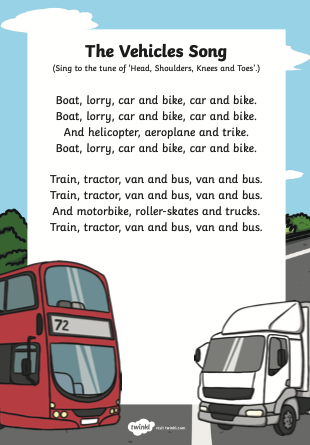 The Vehicles Song
(Sing to the tune of 'Head, Shoulders, Knees and Toes'.)
Boat, lorry, car and bike, car and bike.
Boat, lorry, car and bike, car and bike.
And helicopter, aeroplane and trike.
Boat, lorry, car and bike, car and bike.
Train, tractor, van and bus, van and bus.
Train, tractor, van and bus, van and bus.
And motorbike, roller-skates and trucks.
Train, tractor, van and bus, van and bus.
72
twinkl visit twinkl.com